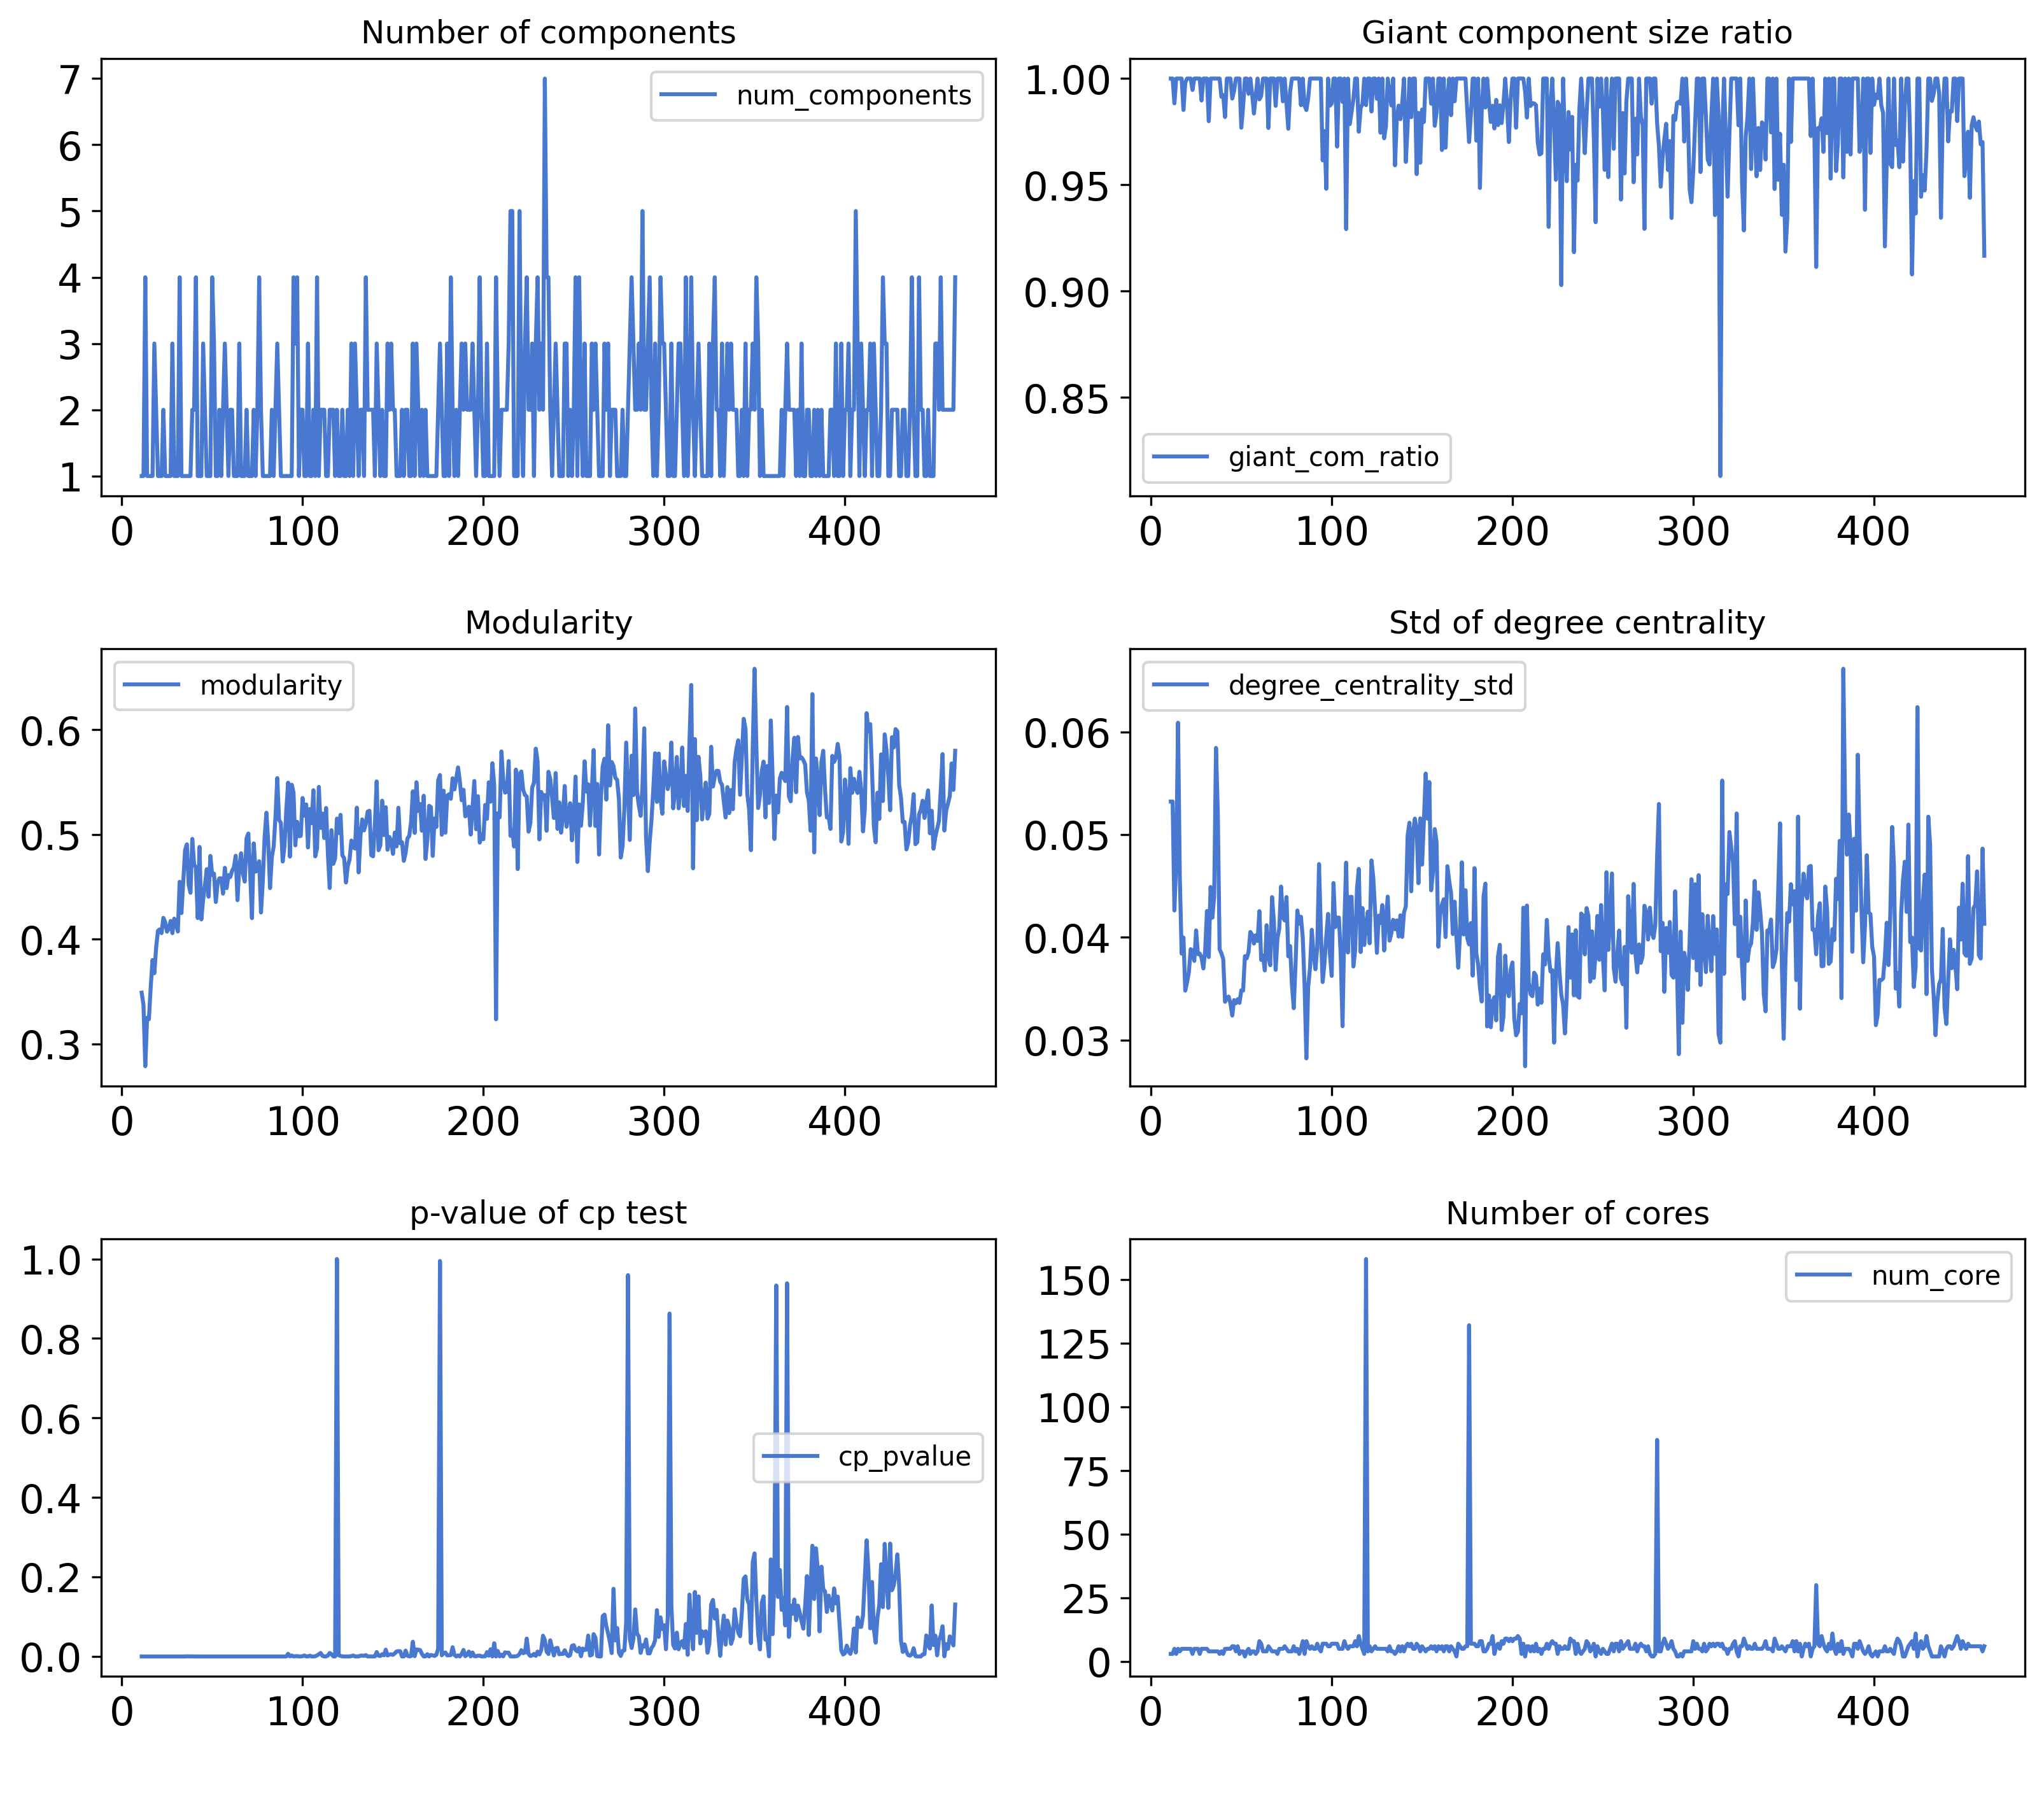 Number of components
num_components
7
6
5
4
3
2
1
0 100 200 300 400
Giant component size ratio
giant_com_ratio
1.00
0.95
0.90
0.85
0 100 200 300 400
Modularity
modularity
0.6
0.5
0.4
0.3
0 100 200 300 400
Std of degree centrality
degree_centrality_std
0.06
0.05
0.04
0.03
0 100 200 300 400
p-value of cp test
cp_pvalue
1.0
0.8
0.6
0.4
0.2
0.0
0 100 200 300 400
Number of cores
num_core
150
125
100
75
50
25
0
0 100 200 300 400